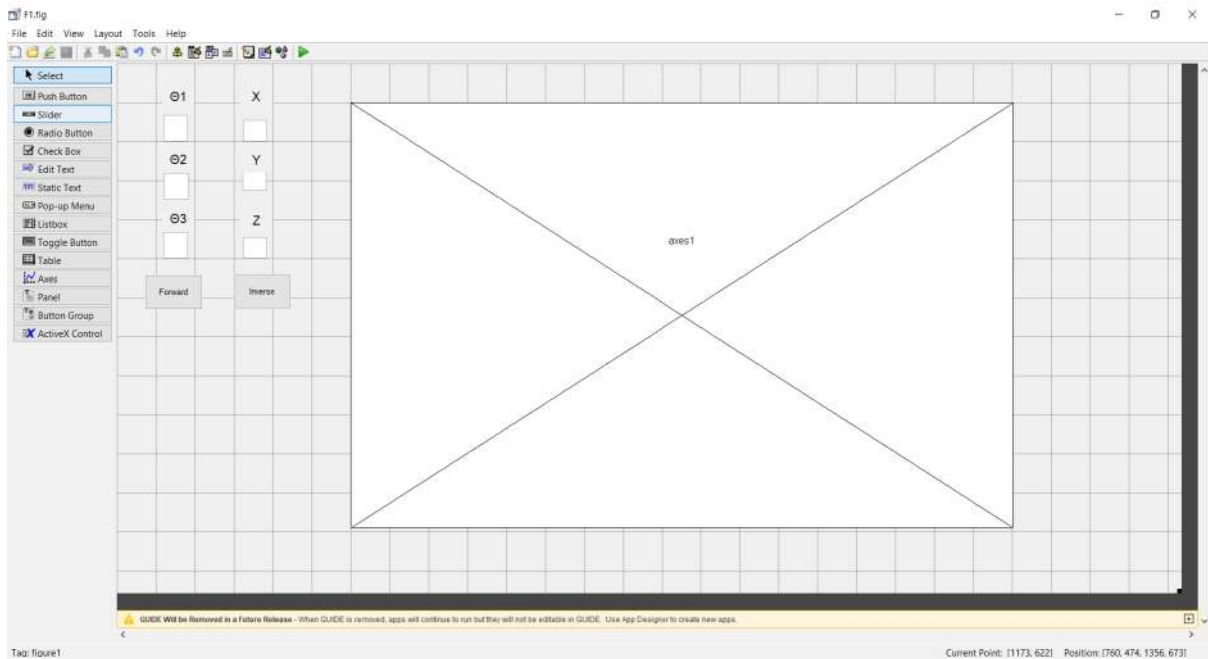 F1.fig
File Edit View Layout Tools Help
Select
Push Button
Slider
Radio Button
Check Box
Edit Text
Static Text
Pop-up Menu
Listbox
Toggle Button
Table
Axes
Panel
Button Group
ActiveX Control
Θ1 X
Θ2 Y
Θ3 Z
Forward Inverse
axes1
GUIDE Will be Removed in a Future Release - When GUIDE is removed, apps will continue to run but they will not be editable in GUIDE. Use App Designer to create new apps.
Tag: figure1 Current Point: [1173, 622] Position: [760, 474, 1356, 673]